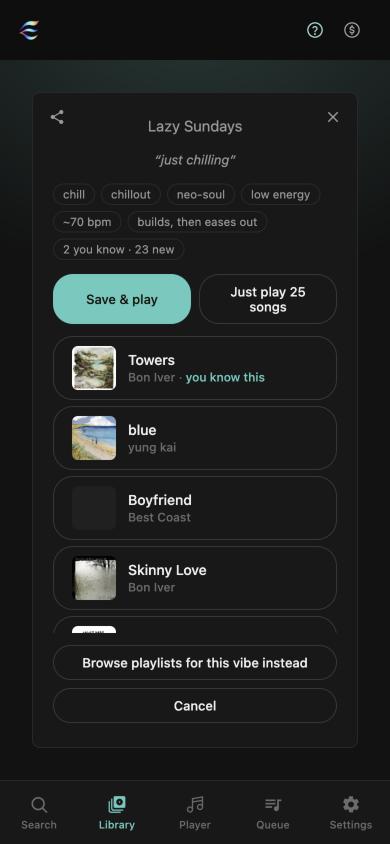 Lazy Sundays
“just chilling”
chill
chillout
neo-soul
low energy
~70 bpm
builds, then eases out
2 you know · 23 new
Save & play
Just play 25
songs
Towers
Bon Iver · you know this
blue
yung kai
Boyfriend
Best Coast
Skinny Love
Bon Iver
Browse playlists for this vibe instead
Cancel
Search
Library
Player
Queue
Settings